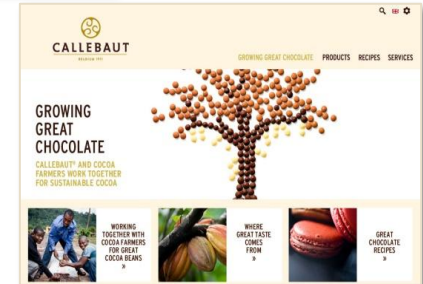 CALLEBAUT
BELGIUM 1911
GROWING GREAT CHOCOLATE PRODUCTS RECIPES SERVICES
GROWING
GREAT
CHOCOLATE
CALLEBAUT® AND COCOA
FARMERS WORK TOGETHER
FOR SUSTAINABLE COCOA
WORKING
TOGETHER WITH
COCOA FARMERS
FOR GREAT
COCOA BEANS
»
WHERE
GREAT TASTE
COMES
FROM
»
GREAT
CHOCOLATE
RECIPES
»